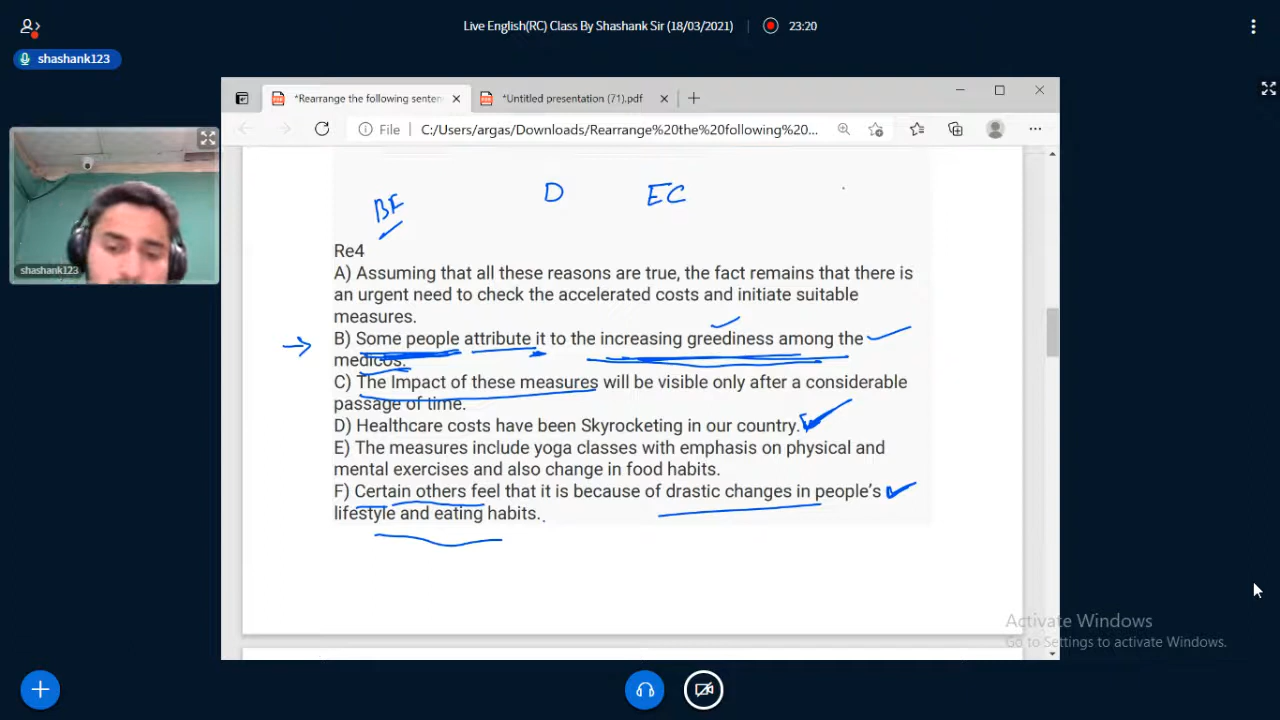 Live English(RC) Class By Shashank Sir (18/03/2021) 23:20
shashank123
*Rearrange the following senten *Untitled presentation (71).pdf
File C:/Users/argas/Downloads/Rearrange%20the%20following%20...
BF D EC
shashank123
Re4
A) Assuming that all these reasons are true, the fact remains that there is
an urgent need to check the accelerated costs and initiate suitable
measures.
B) Some people attribute it to the increasing greediness among the
medicos.
C) The Impact of these measures will be visible only after a considerable
passage of time.
D) Healthcare costs have been Skyrocketing in our country.
E) The measures include yoga classes with emphasis on physical and
mental exercises and also change in food habits.
F) Certain others feel that it is because of drastic changes in people's
lifestyle and eating habits.
Activate Windows
Go to Settings to activate Windows.